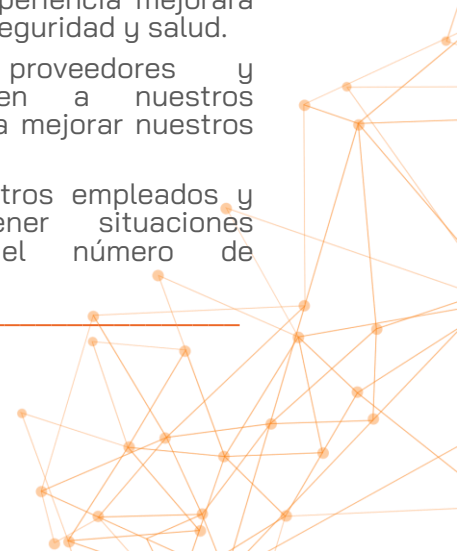 periencia mejorará
eguridad y salud.
proveedores y
en a nuestros
a mejorar nuestros
tros empleados y
ener situaciones
el número de